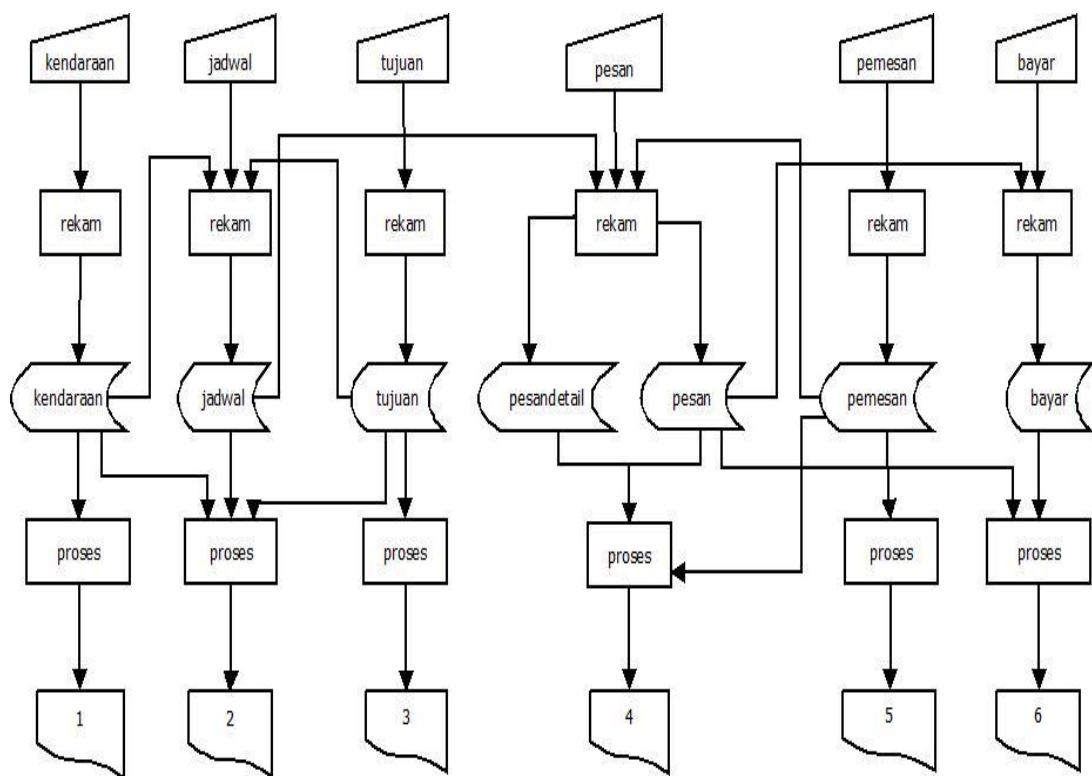 kendaraan
jadwal
tujuan
pesan
pemesan
bayar
rekam
rekam
rekam
rekam
rekam
rekam
kendaraan
jadwal
tujuan
pesandetail
pesan
pemesan
bayar
proses
proses
proses
proses
proses
proses
1
2
3
4
5
6